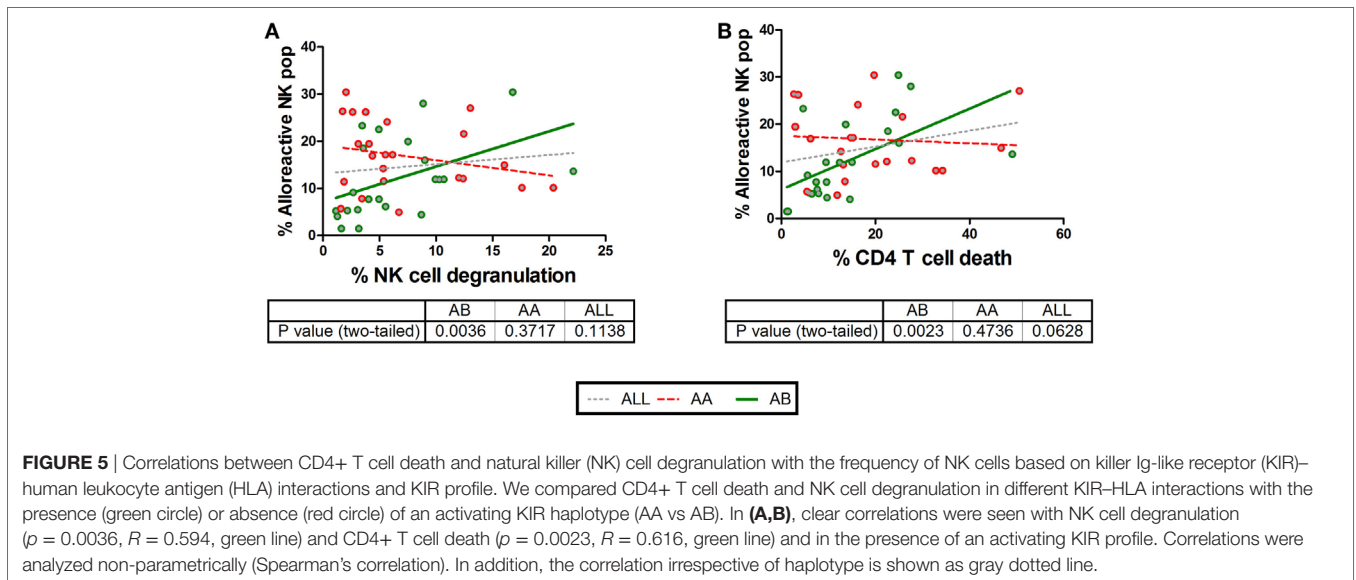 A
% Alloreactive NK pop
40
30
20
10
0
0 5 10 15 20 25
% NK cell degranulation
AB AA ALL
P value (two-tailed) 0.0036 0.3717 0.1138
B
% Alloreactive NK pop
40
30
20
10
0
0 20 40 60
% CD4 T cell death
AB AA ALL
P value (two-tailed) 0.0023 0.4736 0.0628
ALL AA AB
FIGURE 5 | Correlations between CD4+ T cell death and natural killer (NK) cell degranulation with the frequency of NK cells based on killer Ig-like receptor (KIR)–
human leukocyte antigen (HLA) interactions and KIR profile. We compared CD4+ T cell death and NK cell degranulation in different KIR–HLA interactions with the
presence (green circle) or absence (red circle) of an activating KIR haplotype (AA vs AB). In (A,B), clear correlations were seen with NK cell degranulation
(p = 0.0036, R = 0.594, green line) and CD4+ T cell death (p = 0.0023, R = 0.616, green line) and in the presence of an activating KIR profile. Correlations were
analyzed non-parametrically (Spearman's correlation). In addition, the correlation irrespective of haplotype is shown as gray dotted line.